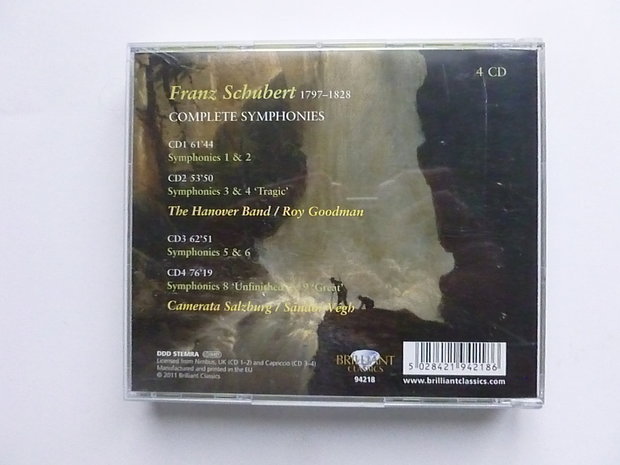 4 CD
Franz Schubert 1797–1828
COMPLETE SYMPHONIES
CD1 61'44
Symphonies 1 & 2
CD2 53'50
Symphonies 3 & 4 'Tragic'
The Hanover Band / Roy Goodman
CD3 62'51
Symphonies 5 & 6
CD4 76'19
Symphonies 8 'Unfinished' & 9 'Great'
Camerata Salzburg / Sándor Végh
DDD STEMRA
Licensed from Nimbus, UK (CD 1–2) and Capriccio (CD 3–4)
Manufactured and printed in the EU
© 2011 Brilliant Classics
BRILLIANT
CLASSICS
94218
5 028421 942186
www.brilliantclassics.com